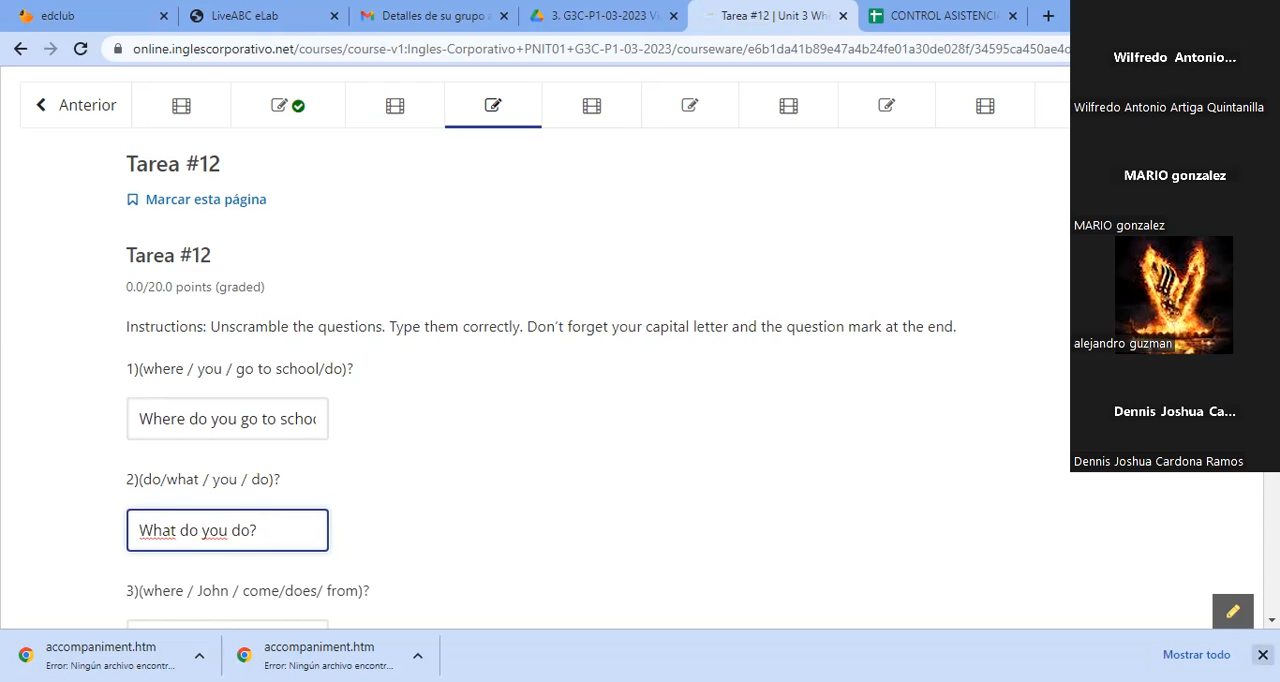 edclub
LiveABC eLab
Detalles de su grupo
3. G3C-P1-03-2023 Vi
Tarea #12 | Unit 3 Whe
CONTROL ASISTENCI
online.inglescorporativo.net/courses/course-v1:Ingles-Corporativo+PNIT01+G3C-P1-03-2023/courseware/e6b1da41b89e47a4b24fe01a30de028f/34595ca450ae4c
Anterior
Tarea #12
Marcar esta página
Tarea #12
0.0/20.0 points (graded)
Instructions: Unscramble the questions. Type them correctly. Don't forget your capital letter and the question mark at the end.
1)(where / you / go to school/do)?
Where do you go to schoo
2)(do/what / you / do)?
What do you do?
3)(where / John / come/does/ from)?
Wilfredo Antonio...
Wilfredo Antonio Artiga Quintanilla
MARIO gonzalez
MARIO gonzalez
alejandro guzman
Dennis Joshua Ca...
Dennis Joshua Cardona Ramos
accompaniment.htm
Error: Ningún archivo encontr...
accompaniment.htm
Error: Ningún archivo encontr...
Mostrar todo